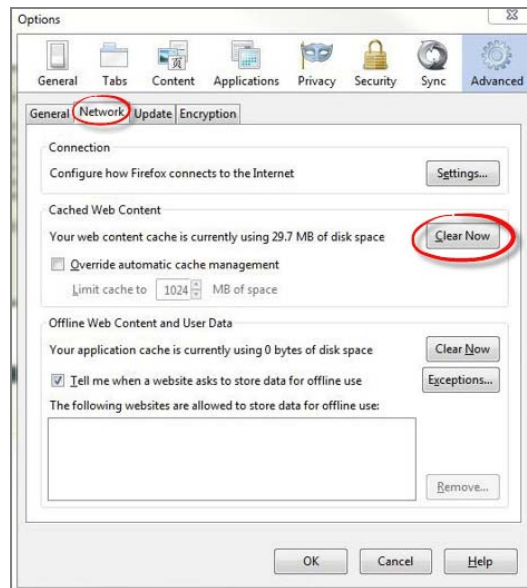 Options
General Tabs Content Applications Privacy Security Sync Advanced
General Network Update Encryption
Connection
Configure how Firefox connects to the Internet Settings...
Cached Web Content
Your web content cache is currently using 29.7 MB of disk space Clear Now
Override automatic cache management
Limit cache to 1024 MB of space
Offline Web Content and User Data
Your application cache is currently using 0 bytes of disk space Clear Now
Tell me when a website asks to store data for offline use Exceptions...
The following websites are allowed to store data for offline use:
Remove...
OK Cancel Help